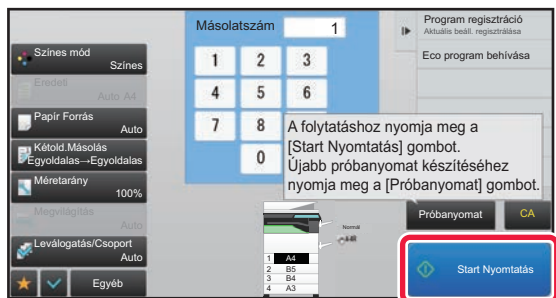 Másolatszám 1
Program regisztráció
Aktuális beáll. regisztrálása
Eco program behívása
Színes mód
Színes
Eredeti
Auto A4
Papír Forrás
Auto
Kétold.Másolás
Egyoldalas→Egyoldalas
Méretarány
100%
Megvilágítás
Auto
Leválogatás/Csoport
Auto
Egyéb
1 2 3
4 5 6
7 8
0
A folytatáshoz nyomja meg a
[Start Nyomtatás] gombot.
Újabb próbanyomat készítéséhez
nyomja meg a [Próbanyomat] gombot.
Normál
1 A4
2 B5
3 B4
4 A3
Próbanyomat
CA
Start Nyomtatás